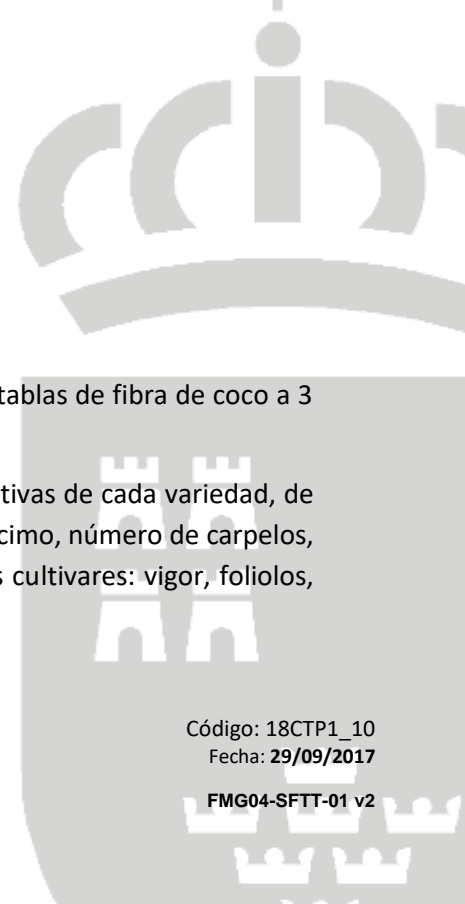 tablas de fibra de coco a 3
tivas de cada variedad, de
cimo, número de carpelos,
s cultivares: vigor, foliolos,
Código: 18CTP1_10
Fecha: 29/09/2017
FMG04-SFTT-01 v2